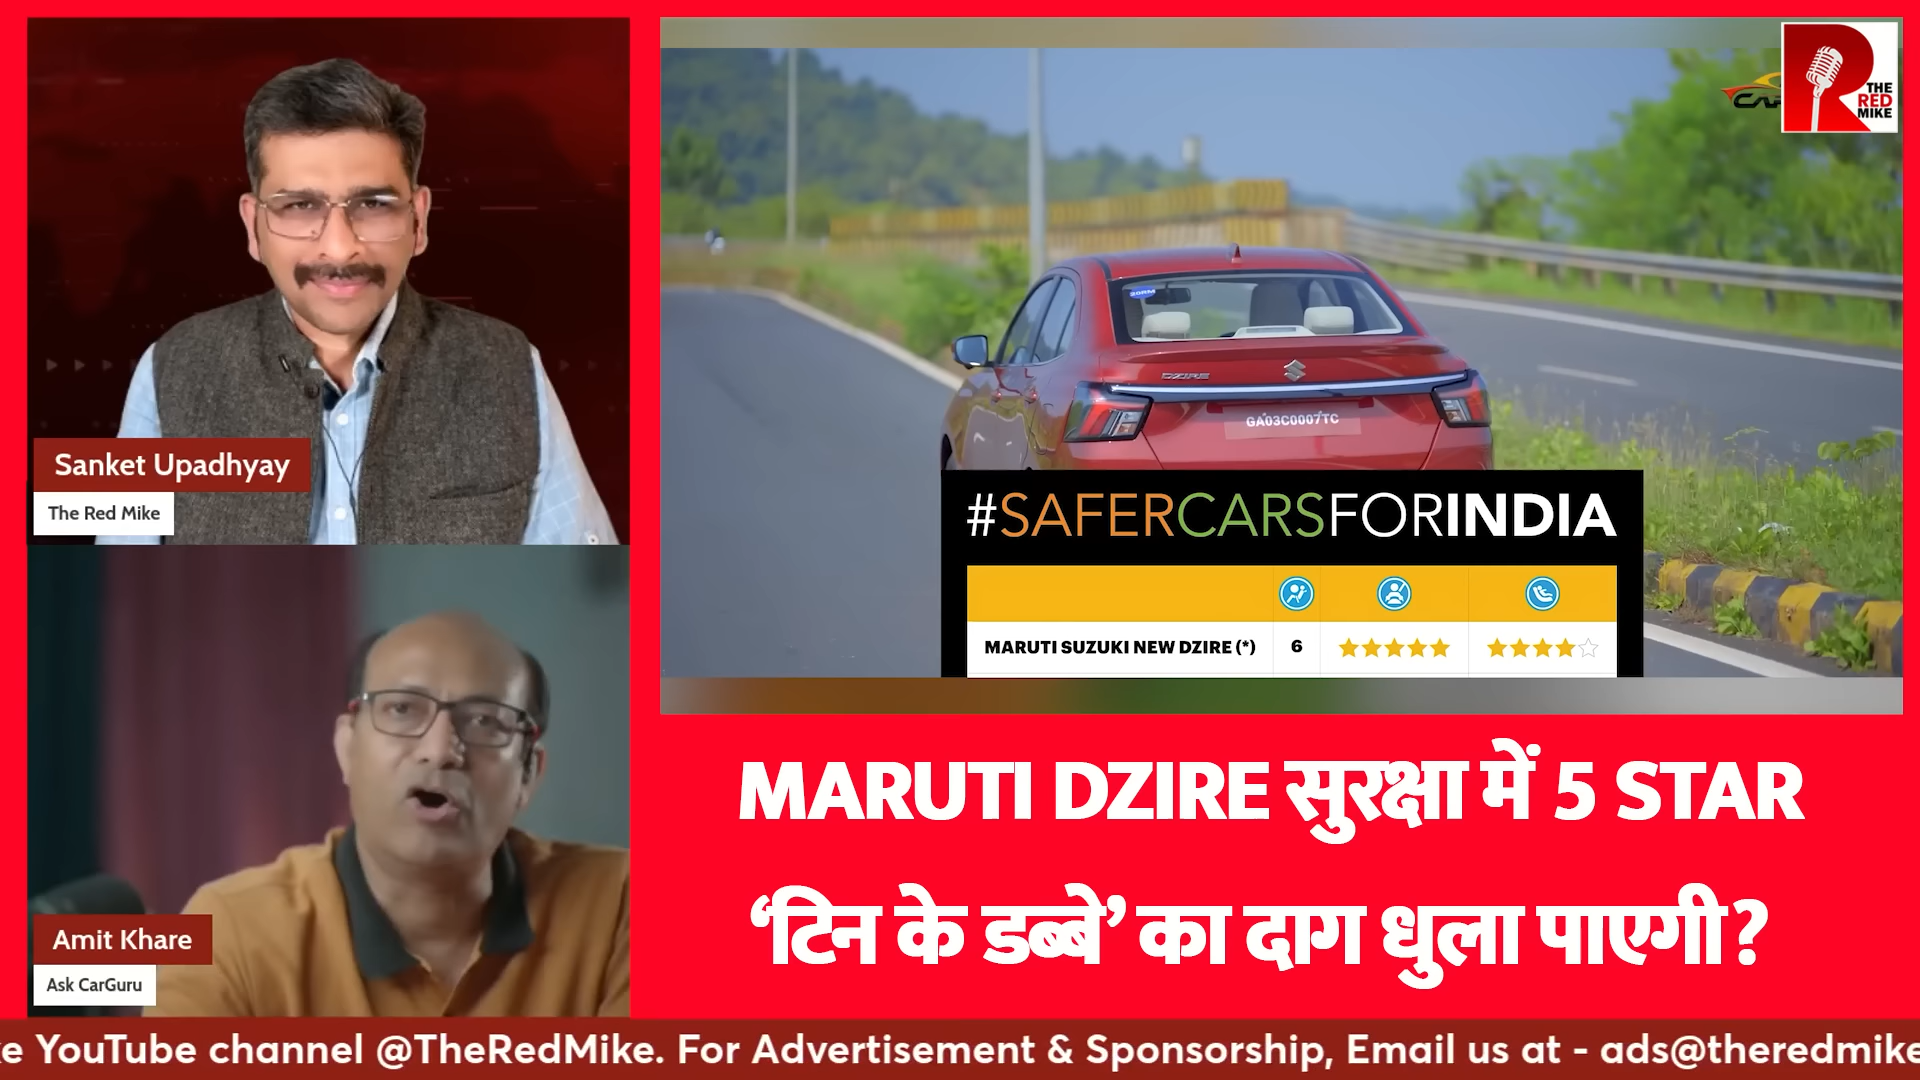 Sanket Upadhyay
The Red Mike
Amit Khare
Ask CarGuru
THE
RED
MIKE
DZIRE
GA03C0007TC
#SAFERCARSFORINDIA
MARUTI SUZUKI NEW DZIRE (*) 6
MARUTI DZIRE सुरक्षा में 5 STAR
‘टिन के डब्बे’ का दाग धुला पाएगी?
YouTube channel @TheRedMike. For Advertisement & Sponsorship, Email us at - ads@theredmike